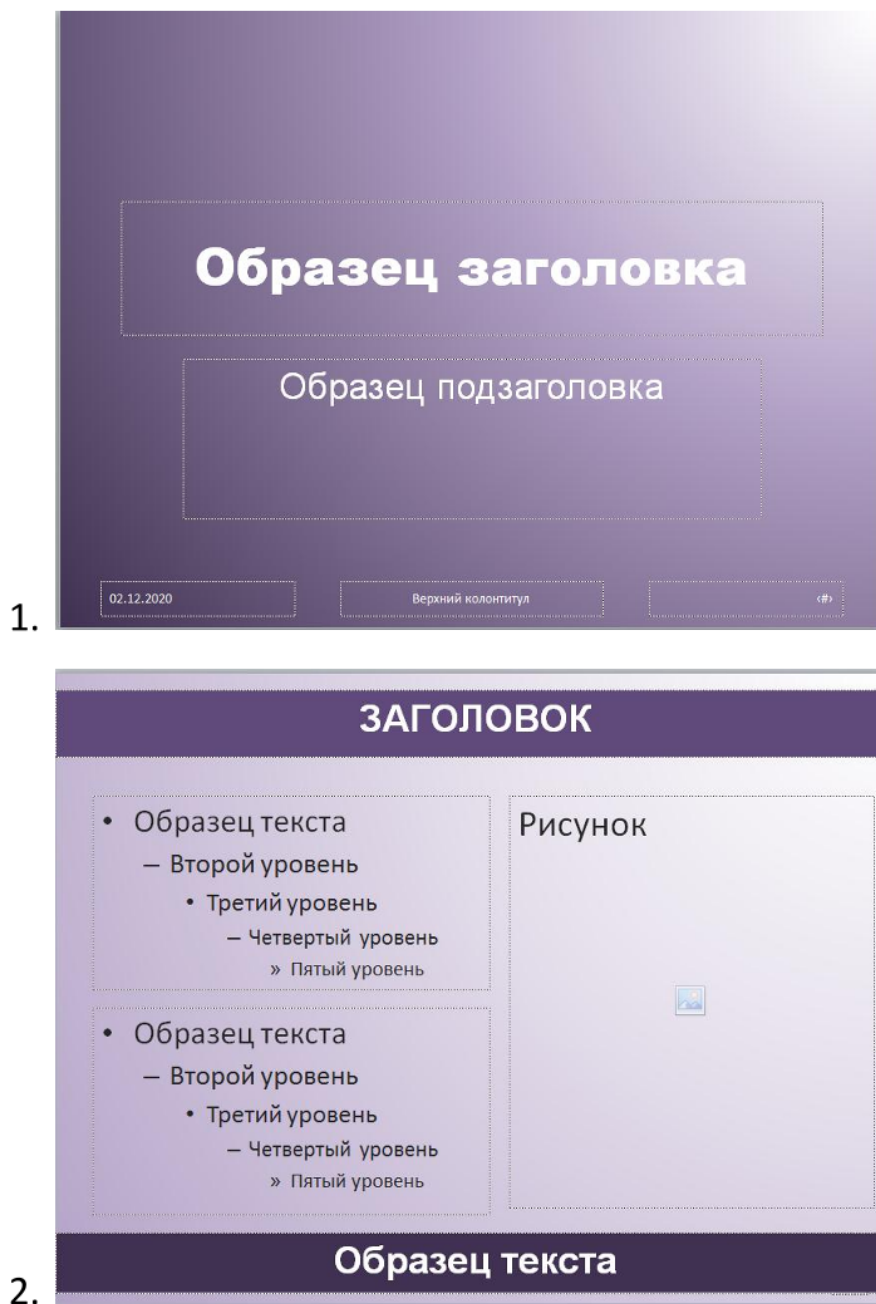 Образец заголовка
Образец подзаголовка
02.12.2020 Верхний колонтитул ‹#›
1.
ЗАГОЛОВОК
• Образец текста
– Второй уровень
• Третий уровень
– Четвертый уровень
» Пятый уровень
Рисунок
• Образец текста
– Второй уровень
• Третий уровень
– Четвертый уровень
» Пятый уровень
Образец текста
2.